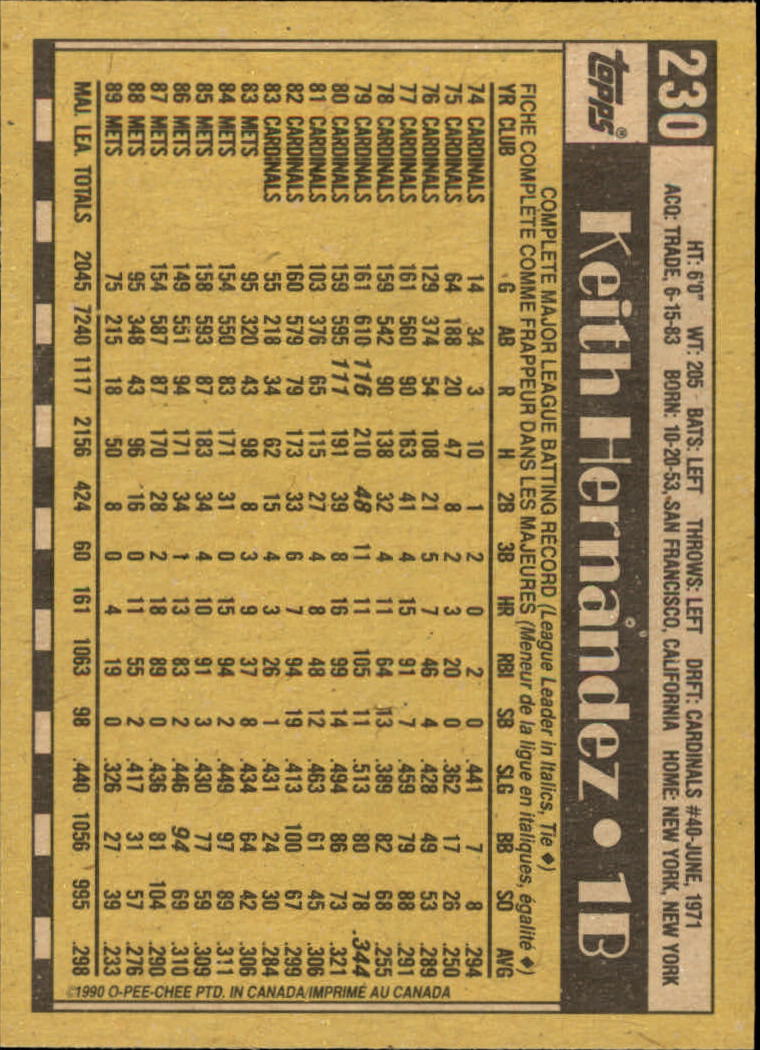 230
HT: 6'0" WT: 205 BATS: LEFT THROWS: LEFT DRFT: CARDINALS #40-JUNE, 1971
ACQ: TRADE, 6-15-83 BORN: 10-20-53, SAN FRANCISCO, CALIFORNIA HOME: NEW YORK, NEW YORK
topps® Keith Hernandez • 1B
COMPLETE MAJOR LEAGUE BATTING RECORD (League Leader in Italics, Tie ♦)
FICHE COMPLETE COMME FRAPPEUR DANS LES MAJEURES (Meneur de la ligue en italiques, égalité ♦)
YR CLUB G AB R H 2B 3B HR RBI SB SLG BB SO AVG
74 CARDINALS 14 34 3 10 1 2 0 2 0 .441 7 8 .294
75 CARDINALS 64 188 20 47 8 2 3 20 0 .362 17 26 .250
76 CARDINALS 129 374 54 108 21 5 7 46 4 .428 49 53 .289
77 CARDINALS 161 560 90 163 41 4 15 91 7 .459 79 88 .291
78 CARDINALS 159 542 90 138 32 4 11 64 13 .389 82 68 .255
79 CARDINALS 161 610 116 210 48 11 11 105 11 .513 80 78 .344
80 CARDINALS 159 595 111 191 39 8 16 99 14 .494 86 73 .321
81 CARDINALS 103 376 65 115 27 4 8 48 12 .463 61 45 .306
82 CARDINALS 160 579 79 173 33 6 7 94 19 .413 100 67 .299
83 CARDINALS 55 218 34 62 15 4 3 26 1 .431 24 30 .284
83 METS 95 320 43 98 8 3 9 37 8 .434 64 42 .306
84 METS 154 550 83 171 31 0 15 94 2 .449 97 89 .311
85 METS 158 593 87 183 34 4 10 91 3 .430 77 59 .309
86 METS 149 551 94 171 34 1 13 83 2 .446 94 69 .310
87 METS 154 587 87 170 28 2 18 89 0 .436 81 104 .290
88 METS 95 348 43 96 16 0 11 55 2 .417 31 57 .276
89 METS 75 215 18 50 8 0 4 19 0 .326 27 39 .233
MAJ. LEA. TOTALS 2045 7240 1117 2156 424 60 161 1063 98 .440 1056 995 .298
©1990 O-PEE-CHEE PTD. IN CANADA/IMPRIMÉ AU CANADA